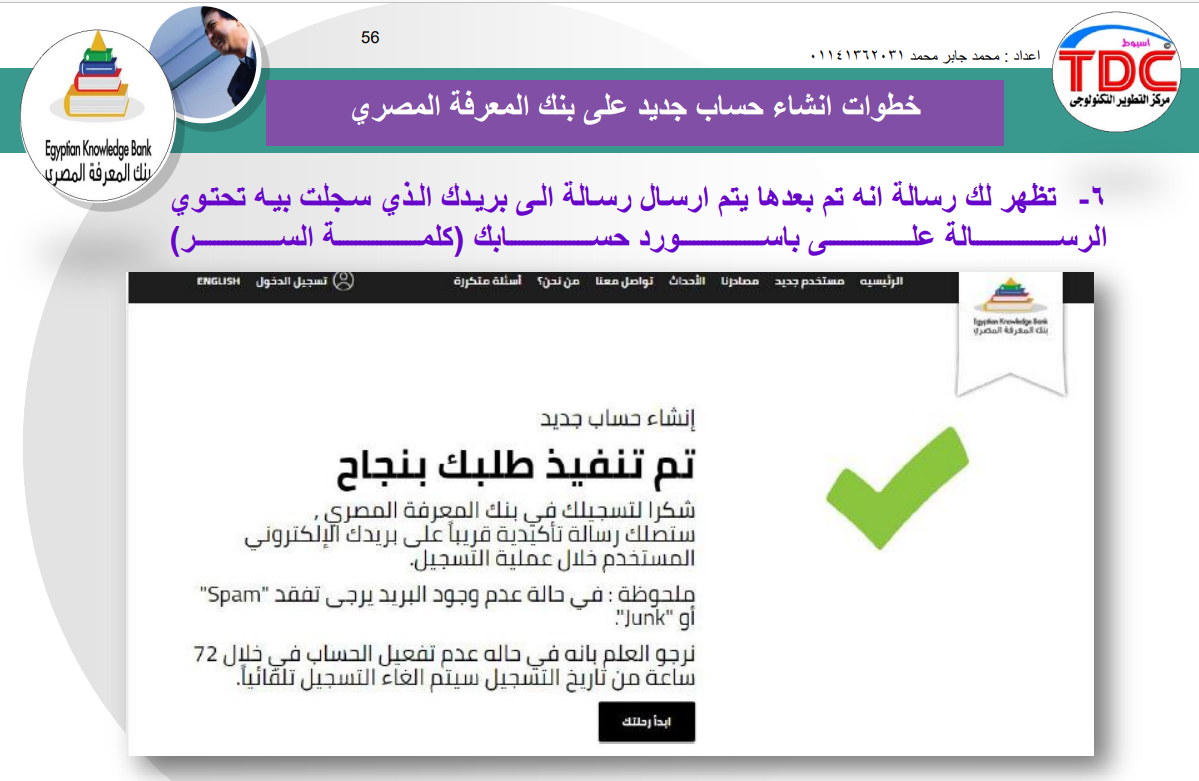 56
اعداد : محمد جابر محمد ٠١١٤١٣٦٢٠٣١
اسيوط
TDC
مركز التطوير التكنولوجى
Egyptian Knowledge Bank
بنك المعرفة المصري
خطوات انشاء حساب جديد على بنك المعرفة المصري
٦- تظهر لك رسالة انه تم بعدها يتم ارسال رسالة الى بريدك الذي سجلت بيه تحتوي
الرســـالة علـــى باســـورد حســـابك (كلمـــة الســـر)
الرئيسيه مستخدم جديد مصادرنا الأحداث تواصل معنا من نحن؟ أسئلة متكررة تسجيل الدخول ENGLISH
Egyptian Knowledge Bank
بنك المعرفة المصري
إنشاء حساب جديد
تم تنفيذ طلبك بنجاح
شكرا لتسجيلك في بنك المعرفة المصري ,
ستصلك رسالة تأكيدية قريباً على بريدك الإلكتروني
المستخدم خلال عملية التسجيل.
ملحوظة : في حالة عدم وجود البريد يرجى تفقد "Spam"
أو "Junk".
نرجو العلم بانه في حاله عدم تفعيل الحساب في خلال 72
ساعة من تاريخ التسجيل سيتم الغاء التسجيل تلقائياً.
ابدأ رحلتك